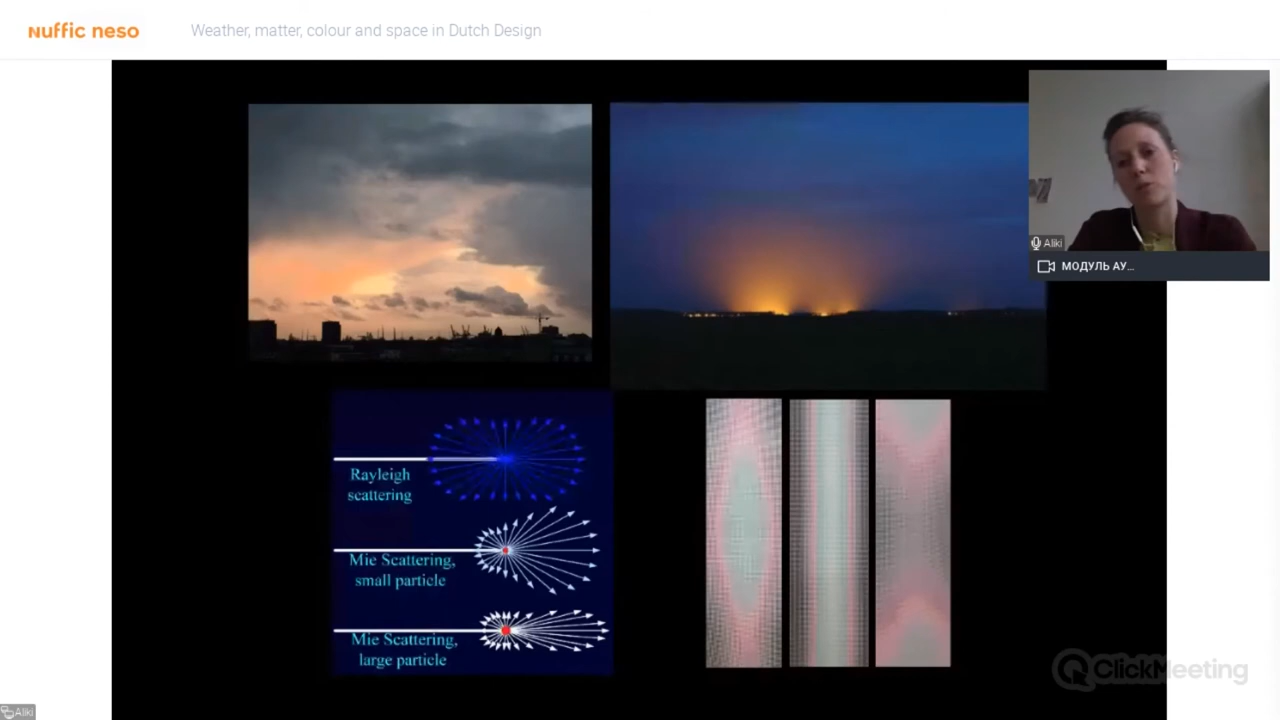 nuffic neso
Weather, matter, colour and space in Dutch Design
Aliki
МОДУЛЬ АУ...
Rayleigh
scattering
Mie Scattering,
small particle
Mie Scattering,
large particle
ClickMeeting
Aliki